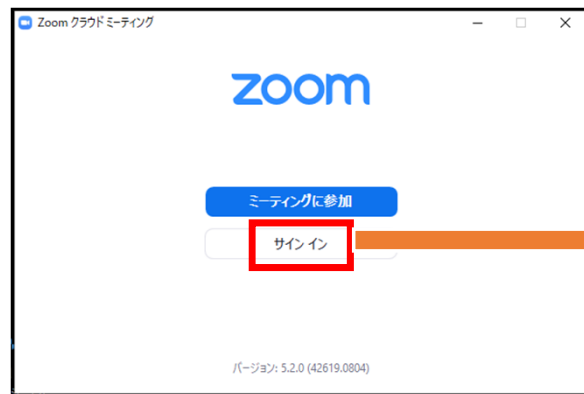 Zoom クラウド ミーティング
zoom
ミーティングに参加
サイン イン
バージョン: 5.2.0 (42619.0804)